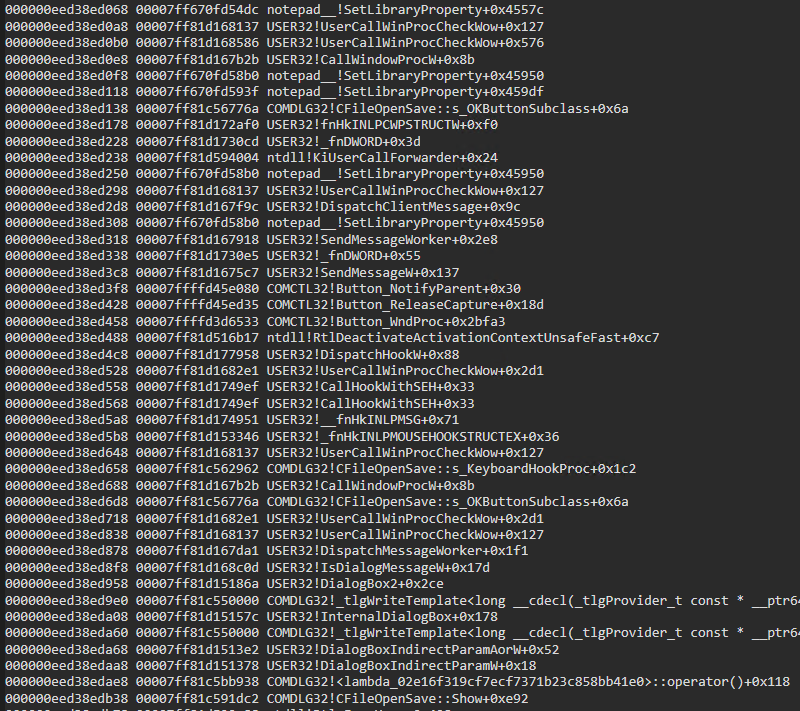 000000eed38ed068 00007ff670fd54dc notepad__!SetLibraryProperty+0x4557c
000000eed38ed0a8 00007ff81d168137 USER32!UserCallWinProcCheckWow+0x127
000000eed38ed0b0 00007ff81d168586 USER32!UserCallWinProcCheckWow+0x576
000000eed38ed0e8 00007ff81d167b2b USER32!CallWindowProcW+0x8b
000000eed38ed0f8 00007ff670fd58b0 notepad__!SetLibraryProperty+0x45950
000000eed38ed118 00007ff670fd593f notepad__!SetLibraryProperty+0x459df
000000eed38ed138 00007ff81c56776a COMDLG32!CFileOpenSave::s_OKButtonSubclass+0x6a
000000eed38ed178 00007ff81d172af0 USER32!fnHkINLPCWPSTRUCTW+0xf0
000000eed38ed228 00007ff81d1730cd USER32!_fnDWORD+0x3d
000000eed38ed238 00007ff81d594004 ntdll!KiUserCallForwarder+0x24
000000eed38ed250 00007ff670fd58b0 notepad__!SetLibraryProperty+0x45950
000000eed38ed298 00007ff81d168137 USER32!UserCallWinProcCheckWow+0x127
000000eed38ed2d8 00007ff81d167f9c USER32!DispatchClientMessage+0x9c
000000eed38ed308 00007ff670fd58b0 notepad__!SetLibraryProperty+0x45950
000000eed38ed318 00007ff81d167918 USER32!SendMessageWorker+0x2e8
000000eed38ed338 00007ff81d1730e5 USER32!_fnDWORD+0x55
000000eed38ed3c8 00007ff81d1675c7 USER32!SendMessageW+0x137
000000eed38ed3f8 00007ffffd45e080 COMCTL32!Button_NotifyParent+0x30
000000eed38ed428 00007ffffd45ed35 COMCTL32!Button_ReleaseCapture+0x18d
000000eed38ed458 00007ffffd3d6533 COMCTL32!Button_WndProc+0x2bfa3
000000eed38ed488 00007ff81d516b17 ntdll!RtlDeactivateActivationContextUnsafeFast+0xc7
000000eed38ed4c8 00007ff81d177958 USER32!DispatchHookW+0x88
000000eed38ed528 00007ff81d1682e1 USER32!UserCallWinProcCheckWow+0x2d1
000000eed38ed558 00007ff81d1749ef USER32!CallHookWithSEH+0x33
000000eed38ed568 00007ff81d1749ef USER32!CallHookWithSEH+0x33
000000eed38ed5a8 00007ff81d174951 USER32!__fnHkINLPMSG+0x71
000000eed38ed5b8 00007ff81d153346 USER32!_fnHkINLPMOUSEHOOKSTRUCTEX+0x36
000000eed38ed648 00007ff81d168137 USER32!UserCallWinProcCheckWow+0x127
000000eed38ed658 00007ff81c562962 COMDLG32!CFileOpenSave::s_KeyboardHookProc+0x1c2
000000eed38ed688 00007ff81d167b2b USER32!CallWindowProcW+0x8b
000000eed38ed6d8 00007ff81c56776a COMDLG32!CFileOpenSave::s_OKButtonSubclass+0x6a
000000eed38ed718 00007ff81d1682e1 USER32!UserCallWinProcCheckWow+0x2d1
000000eed38ed838 00007ff81d168137 USER32!UserCallWinProcCheckWow+0x127
000000eed38ed878 00007ff81d167da1 USER32!DispatchMessageWorker+0x1f1
000000eed38ed8f8 00007ff81d168c0d USER32!IsDialogMessageW+0x17d
000000eed38ed958 00007ff81d15186a USER32!DialogBox2+0x2ce
000000eed38ed9e0 00007ff81c550000 COMDLG32!_tlgWriteTemplate<long __cdecl(_tlgProvider_t const * __ptr64
000000eed38eda08 00007ff81d15157c USER32!InternalDialogBox+0x178
000000eed38eda60 00007ff81c550000 COMDLG32!_tlgWriteTemplate<long __cdecl(_tlgProvider_t const * __ptr64
000000eed38eda68 00007ff81d1513e2 USER32!DialogBoxIndirectParamAorW+0x52
000000eed38edaa8 00007ff81d151378 USER32!DialogBoxIndirectParamW+0x18
000000eed38edae8 00007ff81c5bb938 COMDLG32!<lambda_02e16f319cf7ecf7371b23c858bb41e0>::operator()+0x118
000000eed38edb38 00007ff81c591dc2 COMDLG32!CFileOpenSave::Show+0xe92